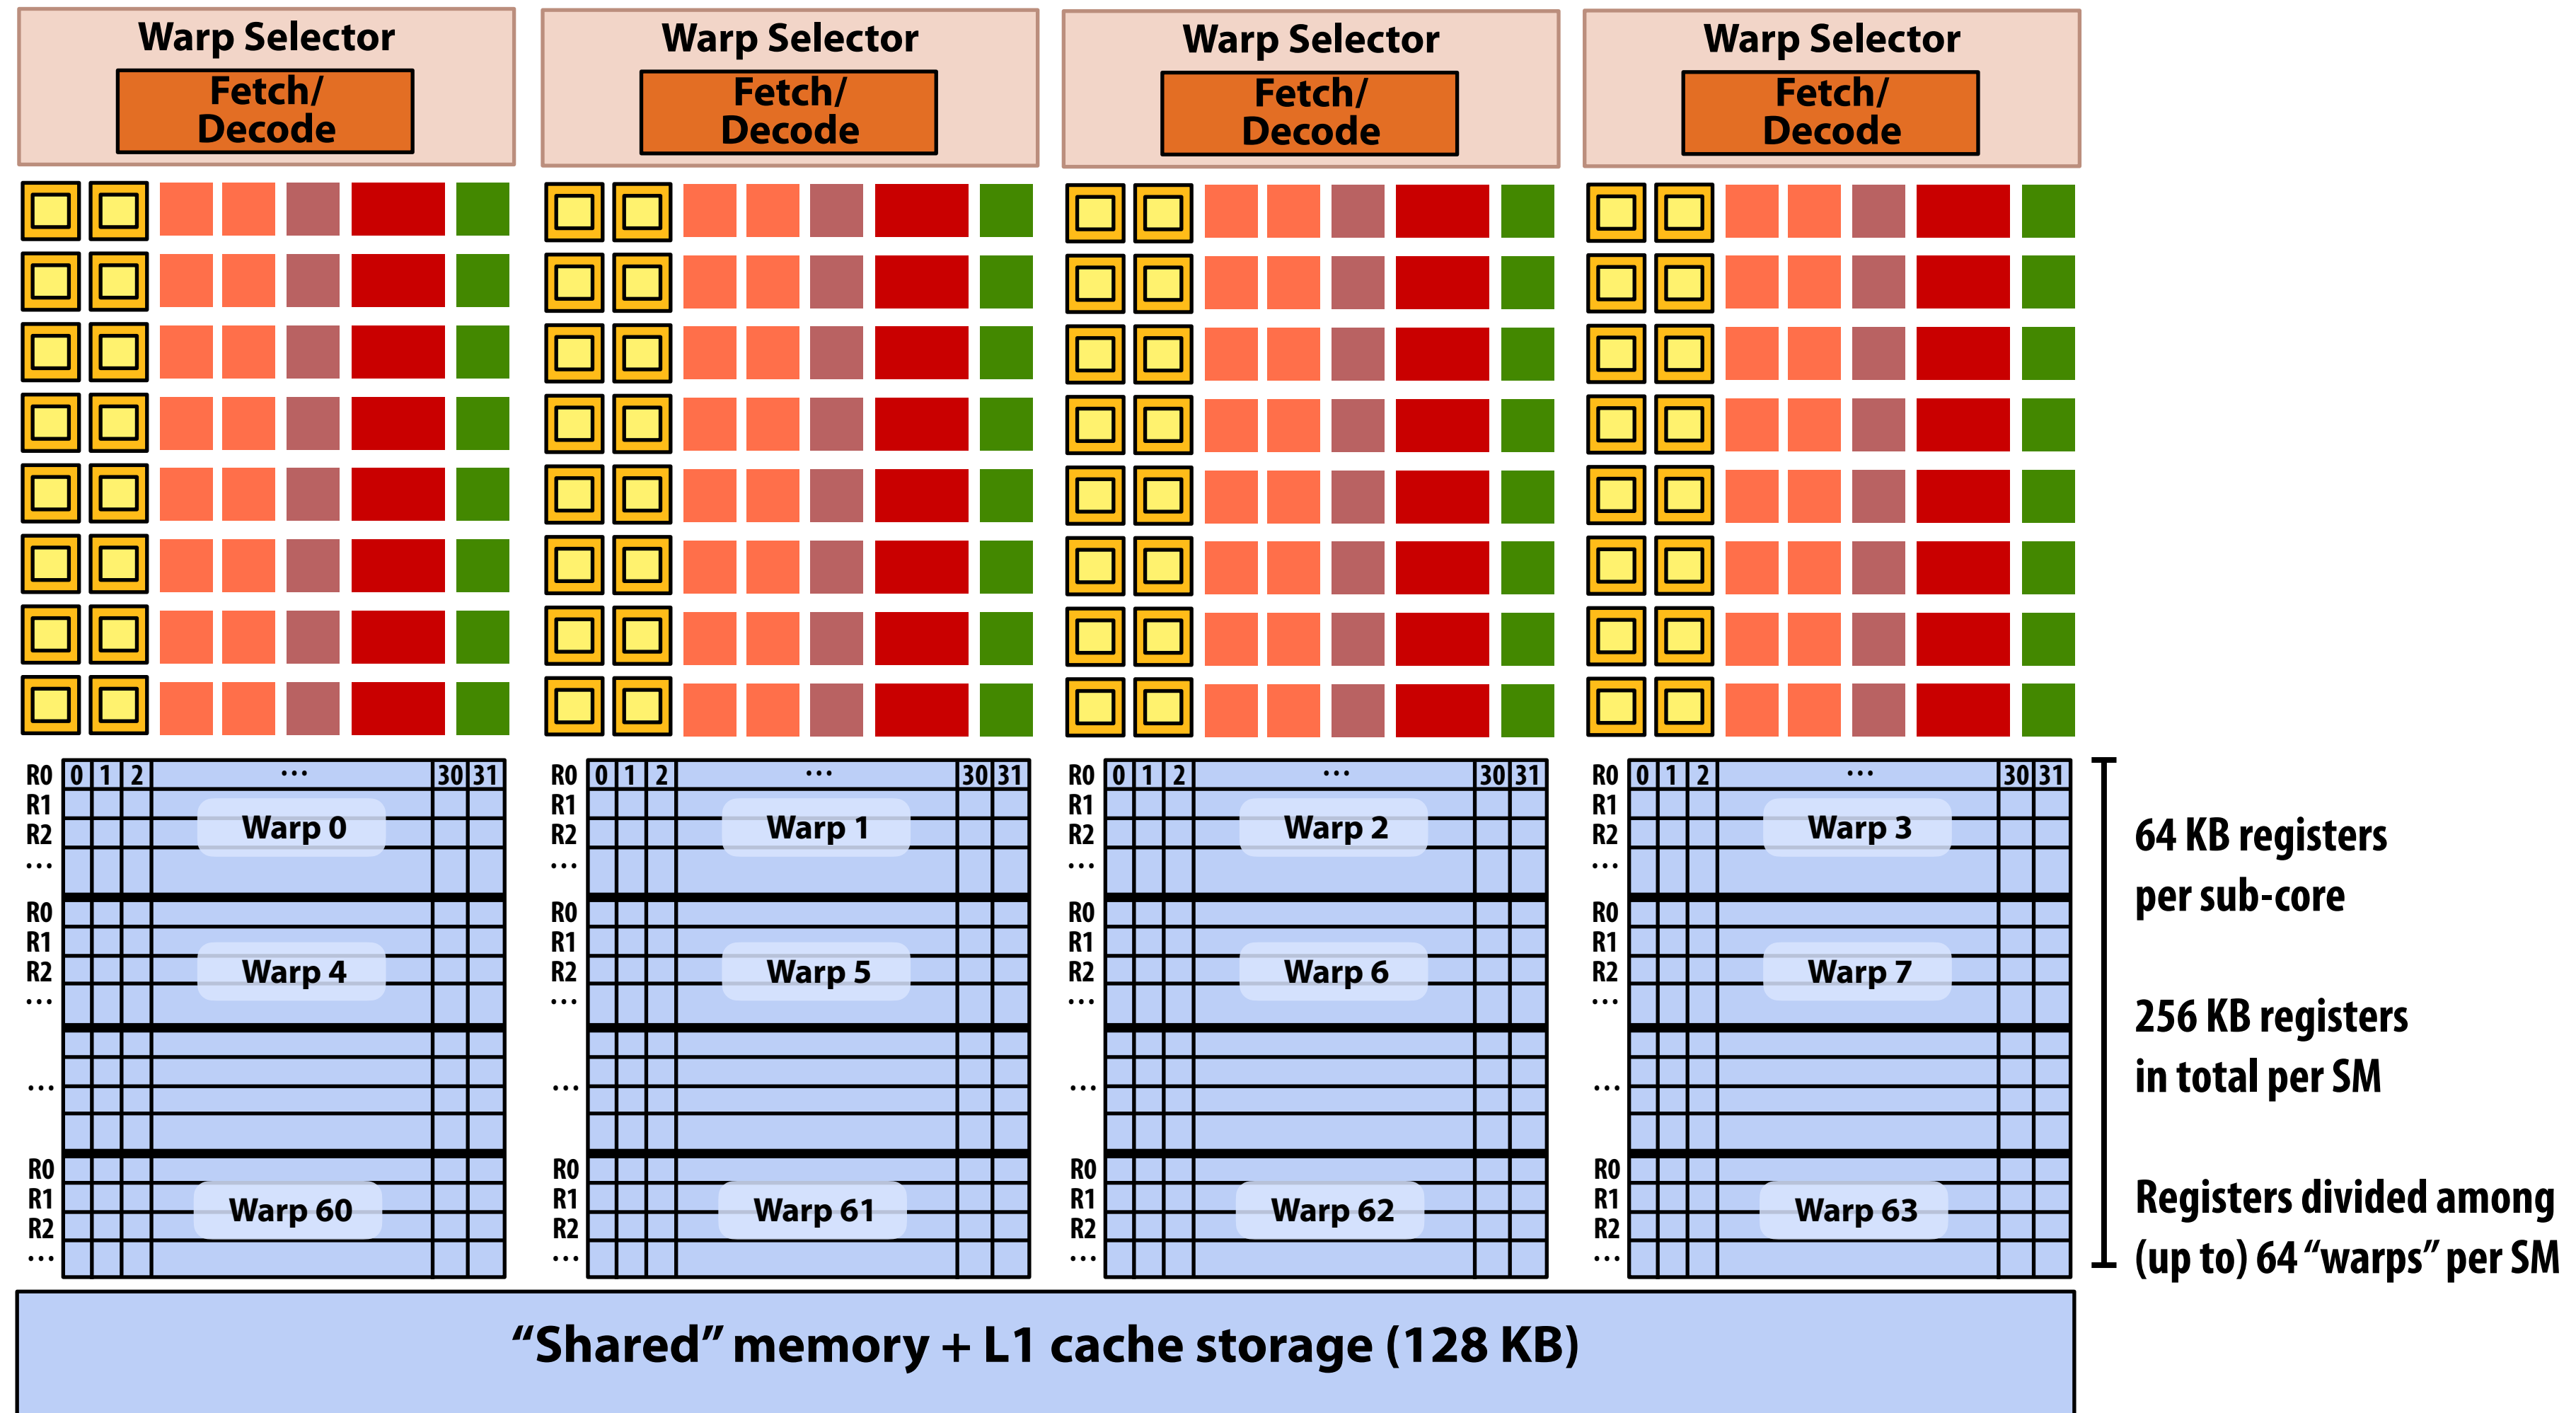 Warp Selector
Fetch/
Decode
Warp Selector
Fetch/
Decode
Warp Selector
Fetch/
Decode
Warp Selector
Fetch/
Decode
R0 0 1 2 ... 30 31
R1
R2
...
Warp 0
R0 0 1 2 ... 30 31
R1
R2
...
Warp 1
R0 0 1 2 ... 30 31
R1
R2
...
Warp 2
R0 0 1 2 ... 30 31
R1
R2
...
Warp 3
R0
R1
R2
...
Warp 4
R0
R1
R2
...
Warp 5
R0
R1
R2
...
Warp 6
R0
R1
R2
...
Warp 7
...
...
...
...
R0
R1
R2
...
Warp 60
R0
R1
R2
...
Warp 61
R0
R1
R2
...
Warp 62
R0
R1
R2
...
Warp 63
64 KB registers
per sub-core
256 KB registers
in total per SM
Registers divided among
(up to) 64 “warps” per SM
“Shared” memory + L1 cache storage (128 KB)